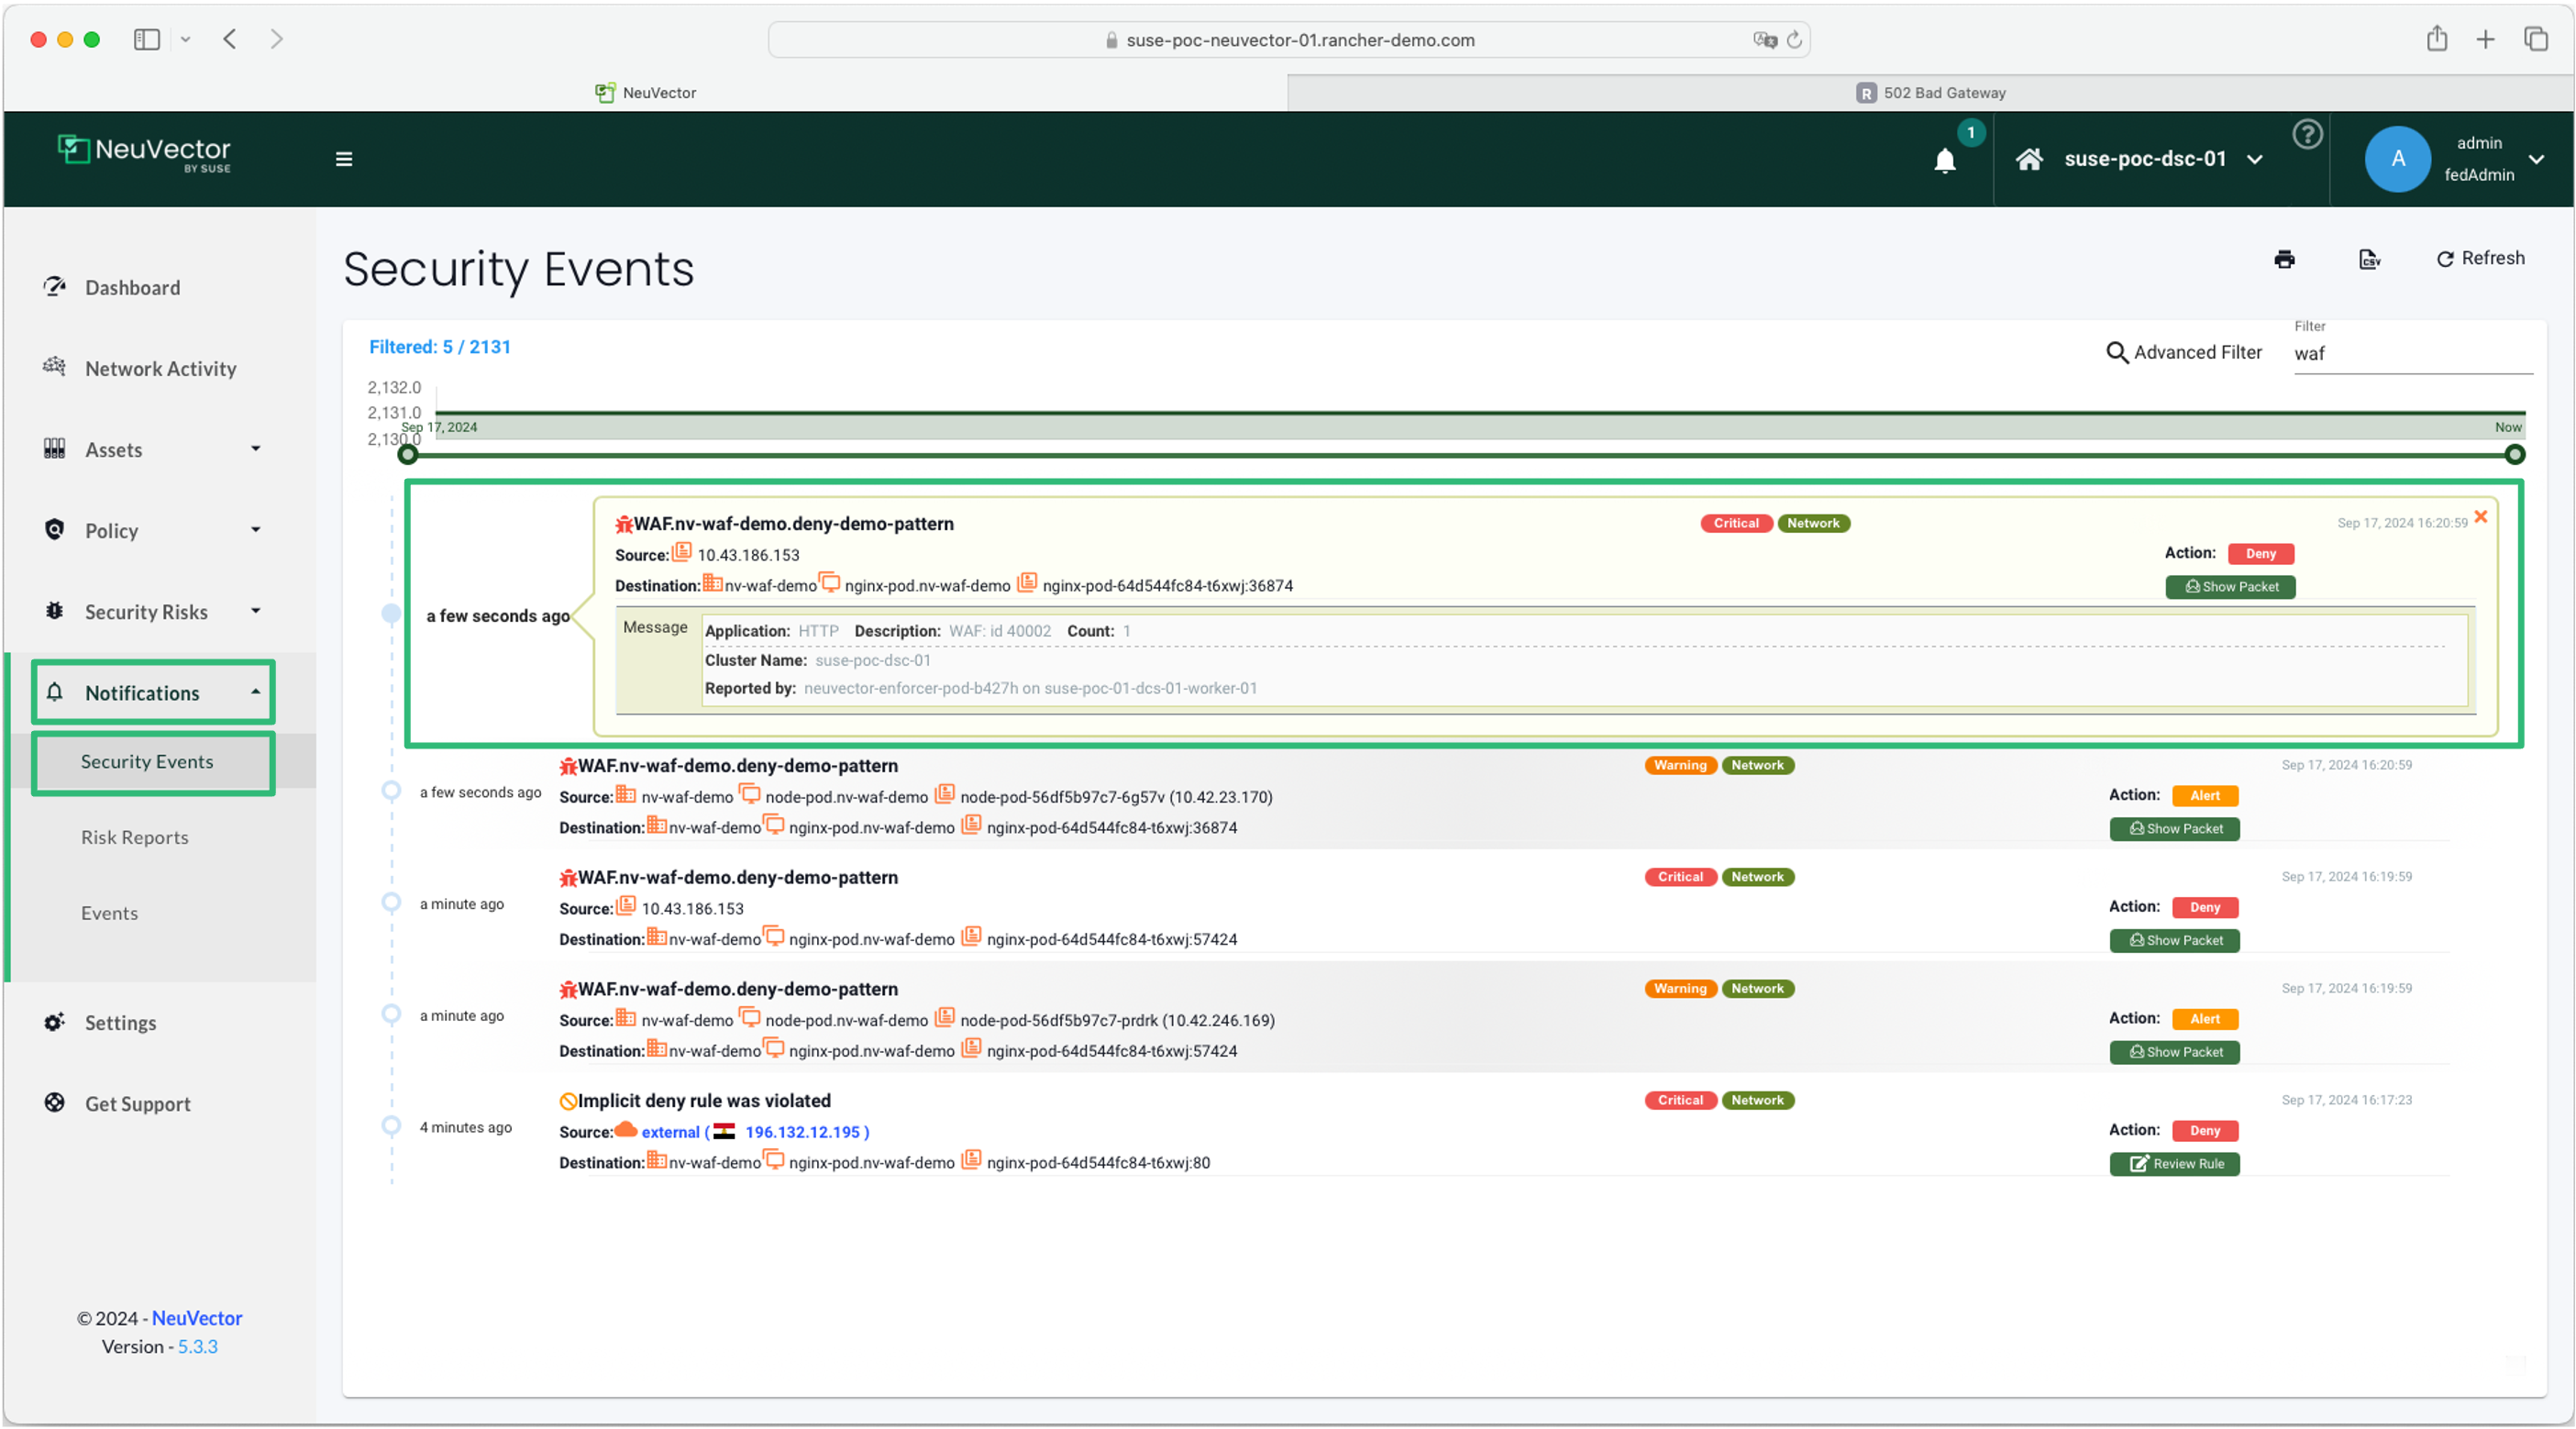 suse-poc-neuvector-01.rancher-demo.com
NeuVector
R 502 Bad Gateway
NeuVector
BY SUSE
1
suse-poc-dsc-01
A
admin
fedAdmin
Dashboard
Network Activity
Assets
Policy
Security Risks
Notifications
Security Events
Risk Reports
Events
Settings
Get Support
© 2024 - NeuVector
Version - 5.3.3
Security Events
CSV
Refresh
Filtered: 5 / 2131
Advanced Filter
Filter
waf
2,132.0
2,131.0
2,130.0
Sep 17, 2024
Now
a few seconds ago
WAF.nv-waf-demo.deny-demo-pattern
Critical Network
Sep 17, 2024 16:20:59
Source: 10.43.186.153
Action: Deny
Destination: nv-waf-demo nginx-pod.nv-waf-demo nginx-pod-64d544fc84-t6xwj:36874
Show Packet
Message
Application: HTTP Description: WAF: id 40002 Count: 1
Cluster Name: suse-poc-dsc-01
Reported by: neuvector-enforcer-pod-b427h on suse-poc-01-dcs-01-worker-01
a few seconds ago
WAF.nv-waf-demo.deny-demo-pattern
Warning Network
Sep 17, 2024 16:20:59
Source: nv-waf-demo node-pod.nv-waf-demo node-pod-56df5b97c7-6g57v (10.42.23.170)
Action: Alert
Destination: nv-waf-demo nginx-pod.nv-waf-demo nginx-pod-64d544fc84-t6xwj:36874
Show Packet
a minute ago
WAF.nv-waf-demo.deny-demo-pattern
Critical Network
Sep 17, 2024 16:19:59
Source: 10.43.186.153
Action: Deny
Destination: nv-waf-demo nginx-pod.nv-waf-demo nginx-pod-64d544fc84-t6xwj:57424
Show Packet
a minute ago
WAF.nv-waf-demo.deny-demo-pattern
Warning Network
Sep 17, 2024 16:19:59
Source: nv-waf-demo node-pod.nv-waf-demo node-pod-56df5b97c7-prdrk (10.42.246.169)
Action: Alert
Destination: nv-waf-demo nginx-pod.nv-waf-demo nginx-pod-64d544fc84-t6xwj:57424
Show Packet
4 minutes ago
Implicit deny rule was violated
Critical Network
Sep 17, 2024 16:17:23
Source: external ( 196.132.12.195 )
Action: Deny
Destination: nv-waf-demo nginx-pod.nv-waf-demo nginx-pod-64d544fc84-t6xwj:80
Review Rule